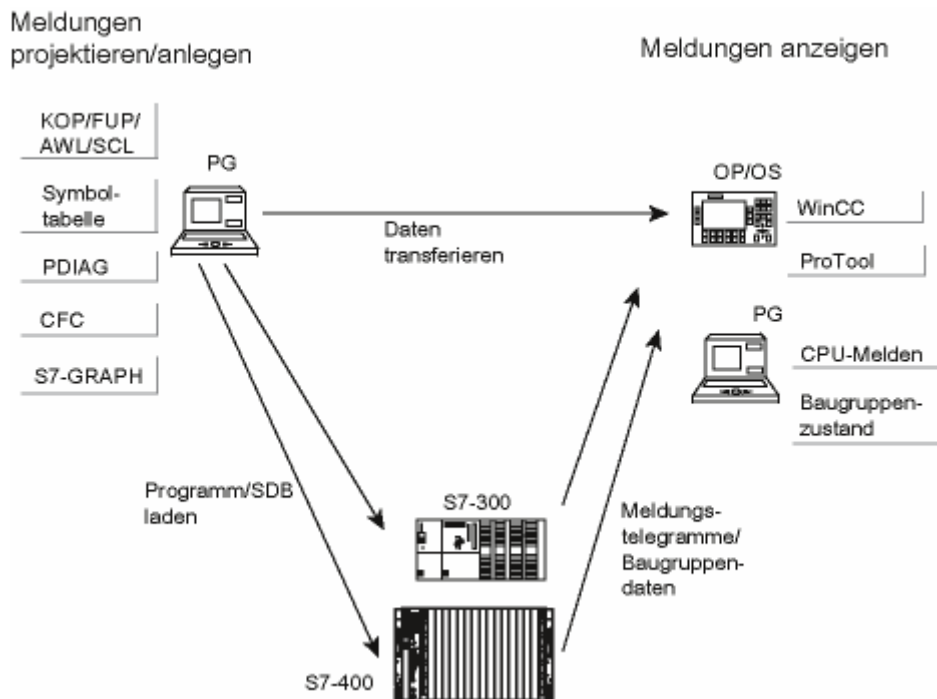 Meldungen
projektieren/anlegen
Meldungen anzeigen
KOP/FUP/
AWL/SCL
Symbol-
tabelle
PDIAG
CFC
S7-GRAPH
PG
Daten
transferieren
OP/OS
WinCC
ProTool
PG
CPU-Melden
Baugruppen-
zustand
Programm/SDB
laden
S7-300
Meldungs-
telegramme/
Baugruppen-
daten
S7-400